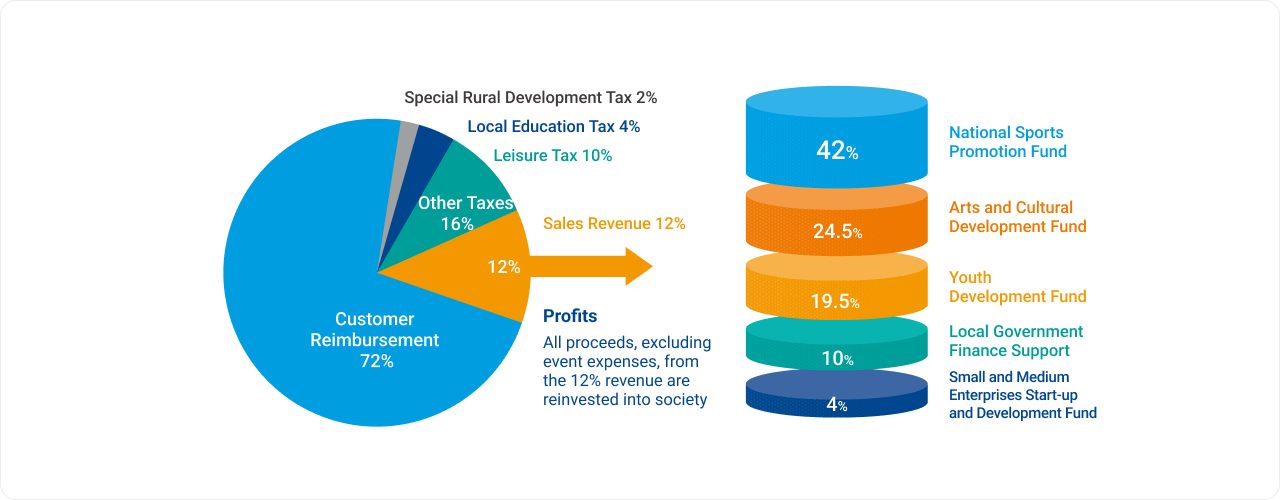 Special Rural Development Tax 2%
Local Education Tax 4%
Leisure Tax 10%
Other Taxes
16%
Sales Revenue 12%
12%
Customer
Reimbursement
72%
Profits
All proceeds, excluding
event expenses, from
the 12% revenue are
reinvested into society
42%
National Sports
Promotion Fund
24.5%
Arts and Cultural
Development Fund
19.5%
Youth
Development Fund
10%
Local Government
Finance Support
4%
Small and Medium
Enterprises Start-up
and Development Fund